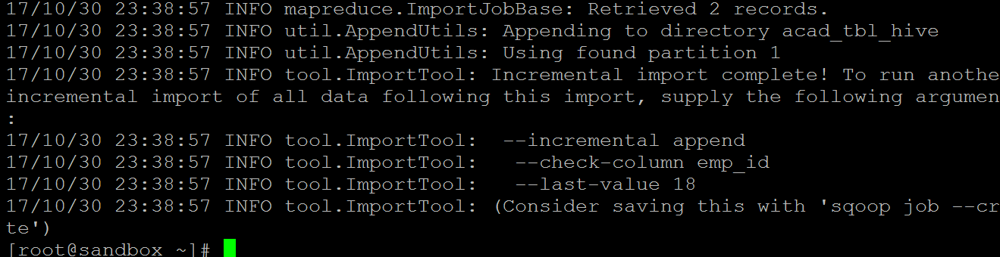 17/10/30 23:38:57 INFO mapreduce.ImportJobBase: Retrieved 2 records.
17/10/30 23:38:57 INFO util.AppendUtils: Appending to directory acad_tbl_hive
17/10/30 23:38:57 INFO util.AppendUtils: Using found partition 1
17/10/30 23:38:57 INFO tool.ImportTool: Incremental import complete! To run anothe
incremental import of all data following this import, supply the following argumen
:
17/10/30 23:38:57 INFO tool.ImportTool:  --incremental append
17/10/30 23:38:57 INFO tool.ImportTool:   --check-column emp_id
17/10/30 23:38:57 INFO tool.ImportTool:   --last-value 18
17/10/30 23:38:57 INFO tool.ImportTool: (Consider saving this with 'sqoop job --cr
te')
[root@sandbox ~]#